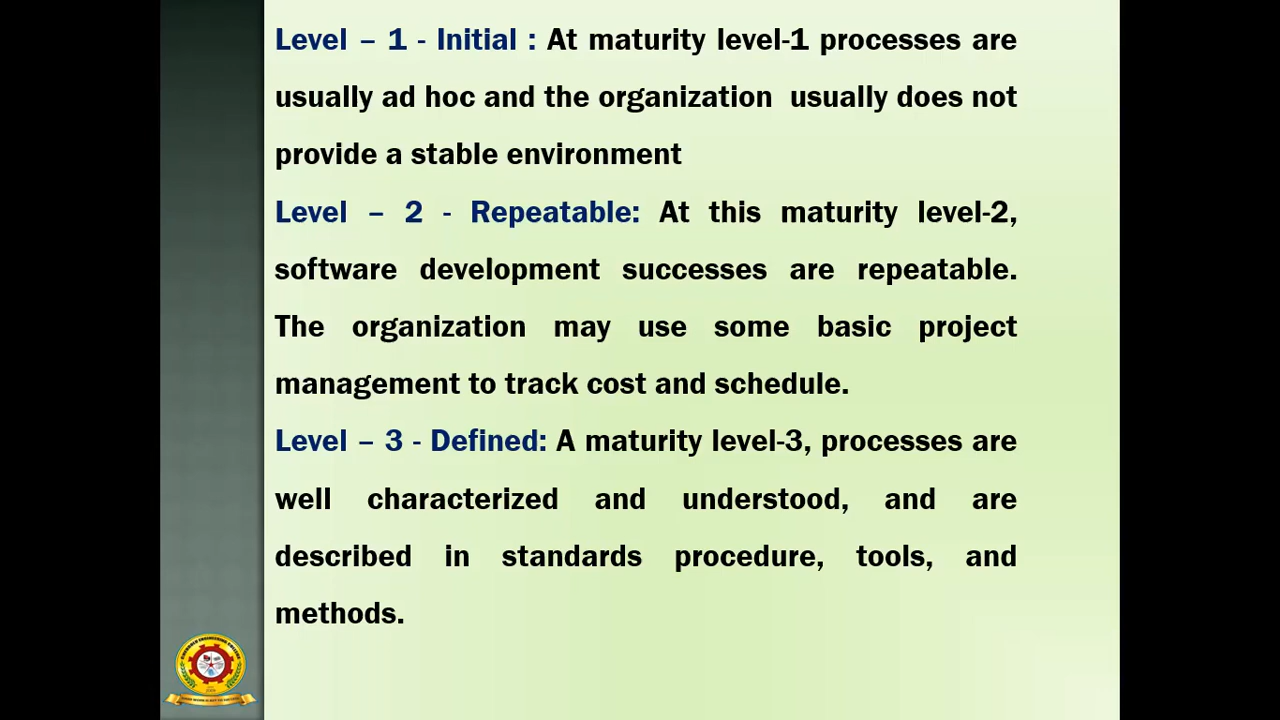 Level – 1 - Initial : At maturity level-1 processes are
usually ad hoc and the organization  usually does not
provide a stable environment
Level – 2 - Repeatable: At this maturity level-2,
software development successes are repeatable.
The organization may use some basic project
management to track cost and schedule.
Level – 3 - Defined: A maturity level-3, processes are
well characterized and understood, and are
described in standards procedure, tools, and
methods.